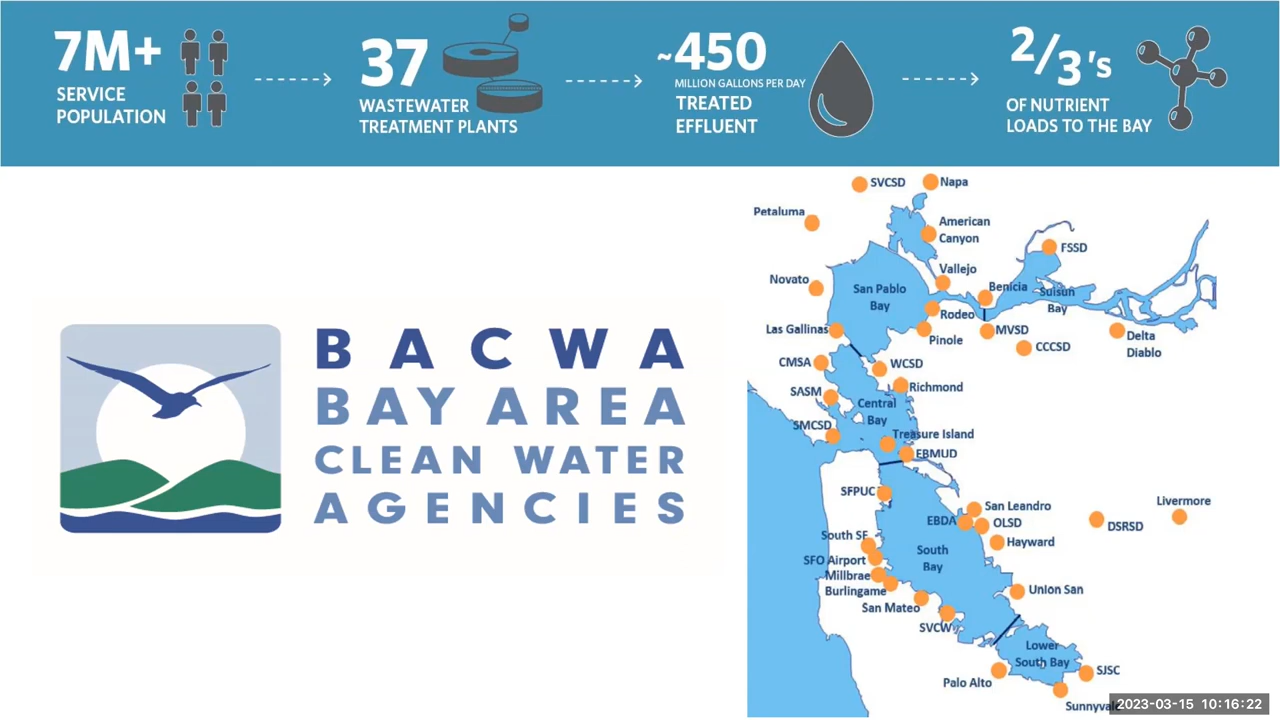 7M+
SERVICE
POPULATION
37
WASTEWATER
TREATMENT PLANTS
~450
MILLION GALLONS PER DAY
TREATED
EFFLUENT
2/3's
OF NUTRIENT
LOADS TO THE BAY
BACWA
BAY AREA
CLEAN WATER
AGENCIES
SVCSD
Napa
Petaluma
American
Canyon
FSSD
Vallejo
Novato
San Pablo
Bay
Benicia
Suisun
Bay
Rodeo
Las Gallinas
Pinole
MVSD
CCCSD
Delta
Diablo
CMSA
WCSD
Richmond
SASM
Central
Bay
SMCSD
Treasure Island
EBMUD
SFPUC
San Leandro
EBDA
OLSD
Hayward
DSRSD
Livermore
South SF
South
Bay
SFO Airport
Millbrae
Burlingame
San Mateo
Union San
SVCW
Lower
South Bay
Palo Alto
SJSC
Sunnyvale
2023-03-15 10:16:22